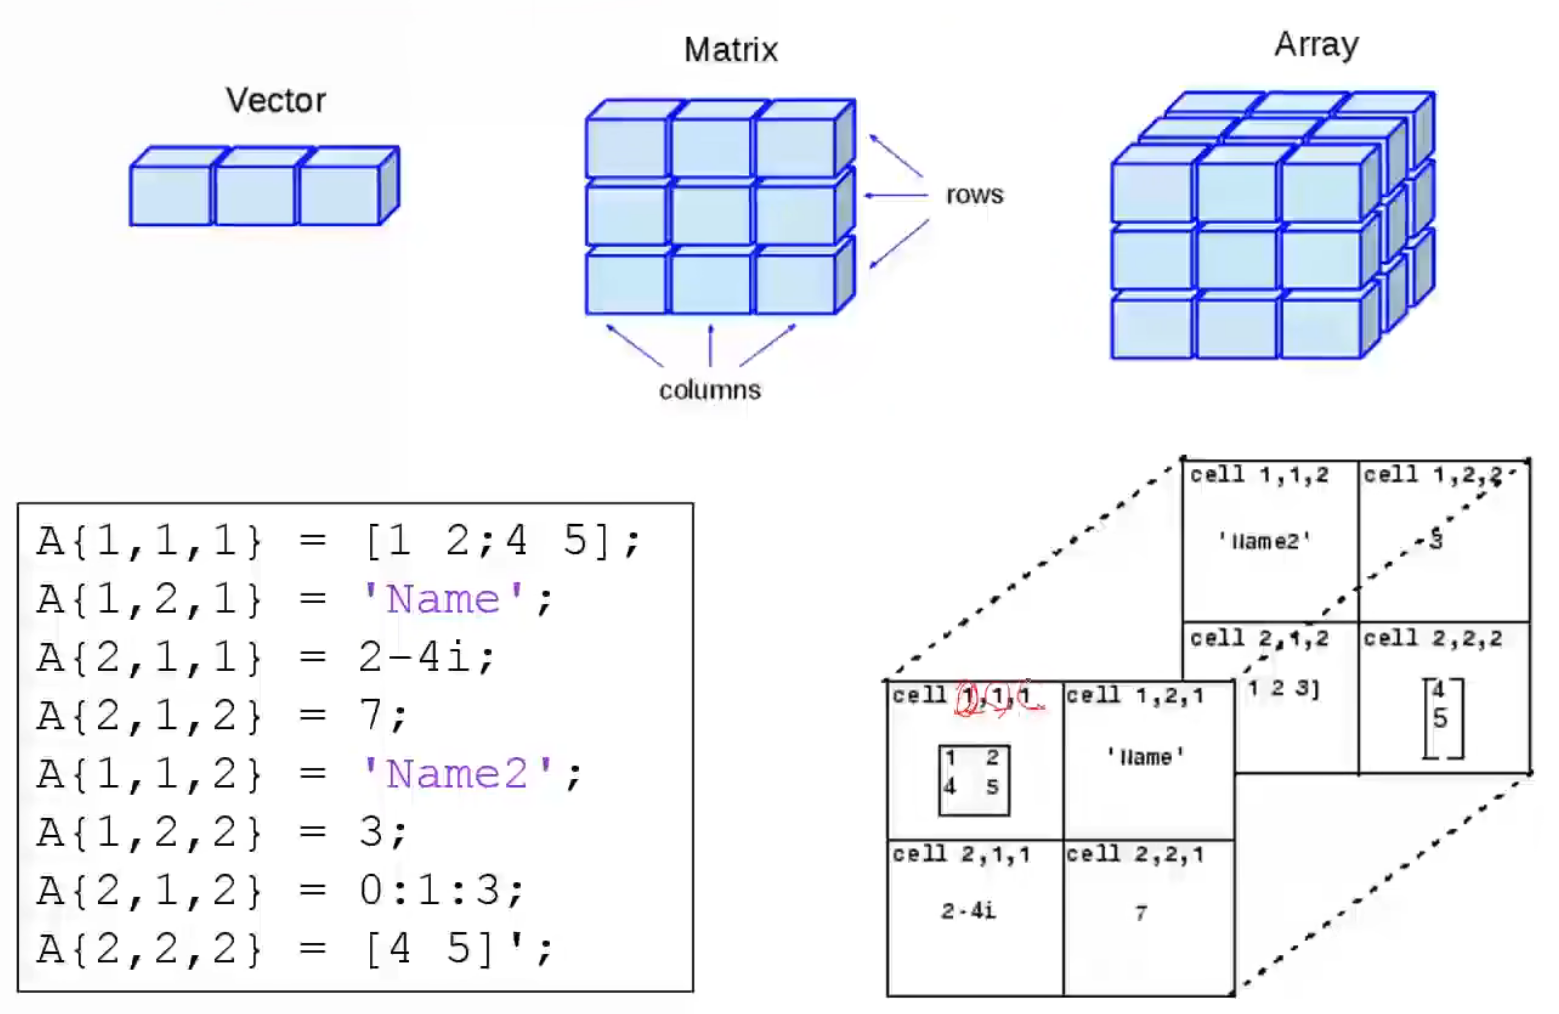 Vector
Matrix
Array
rows
columns
A{1,1,1} = [1 2;4 5];
A{1,2,1} = 'Name';
A{2,1,1} = 2-4i;
A{2,1,2} = 7;
A{1,1,2} = 'Name2';
A{1,2,2} = 3;
A{2,1,2} = 0:1:3;
A{2,2,2} = [4 5]';
cell 1,1,2
cell 1,2,2
'Name2'
3
cell 2,1,2
cell 2,2,2
1 2 3]
4
5
cell 1,1,1
cell 1,2,1
1 2
4 5
'Name'
cell 2,1,1
cell 2,2,1
2-4i
7